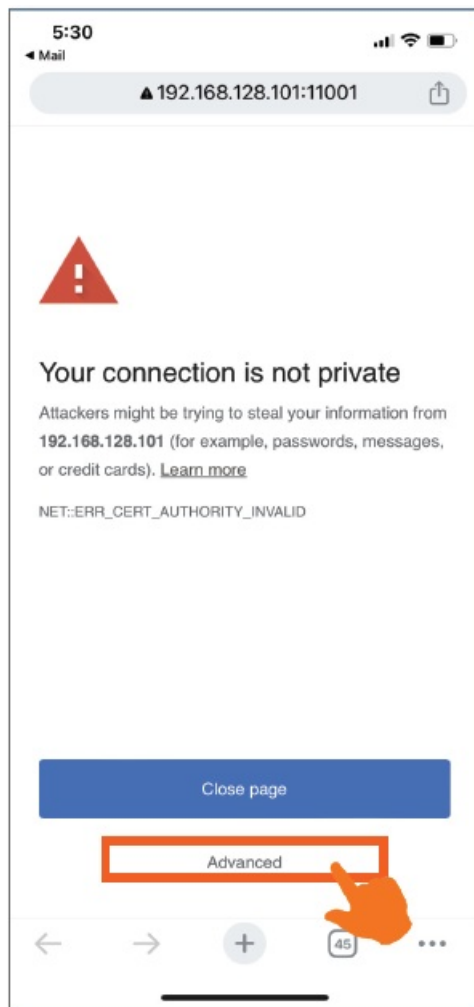 5:30
◀ Mail
192.168.128.101:11001
Your connection is not private
Attackers might be trying to steal your information from
192.168.128.101 (for example, passwords, messages,
or credit cards). Learn more
NET::ERR_CERT_AUTHORITY_INVALID
Close page
Advanced
45